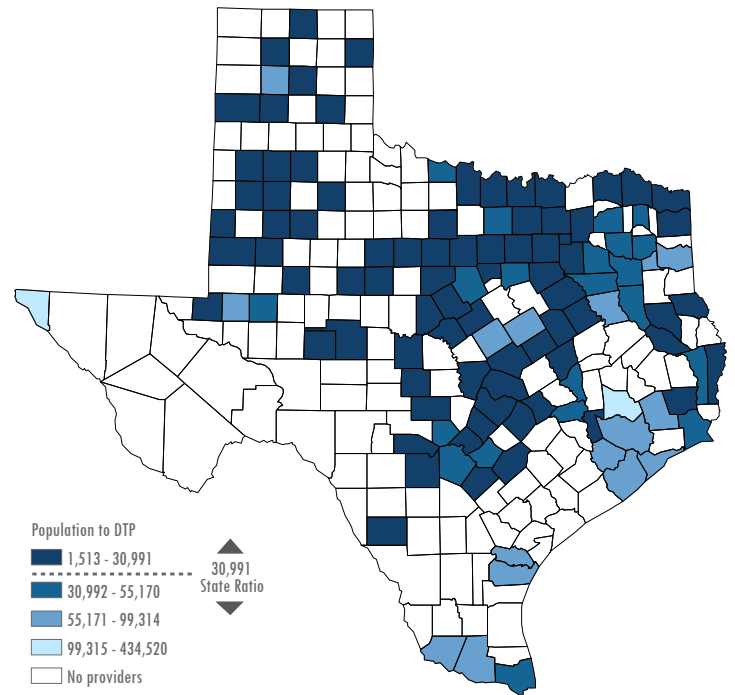 Population to DTP
1,513 - 30,991
30,991
State Ratio
30,992 - 55,170
55,171 - 99,314
99,315 - 434,520
No providers